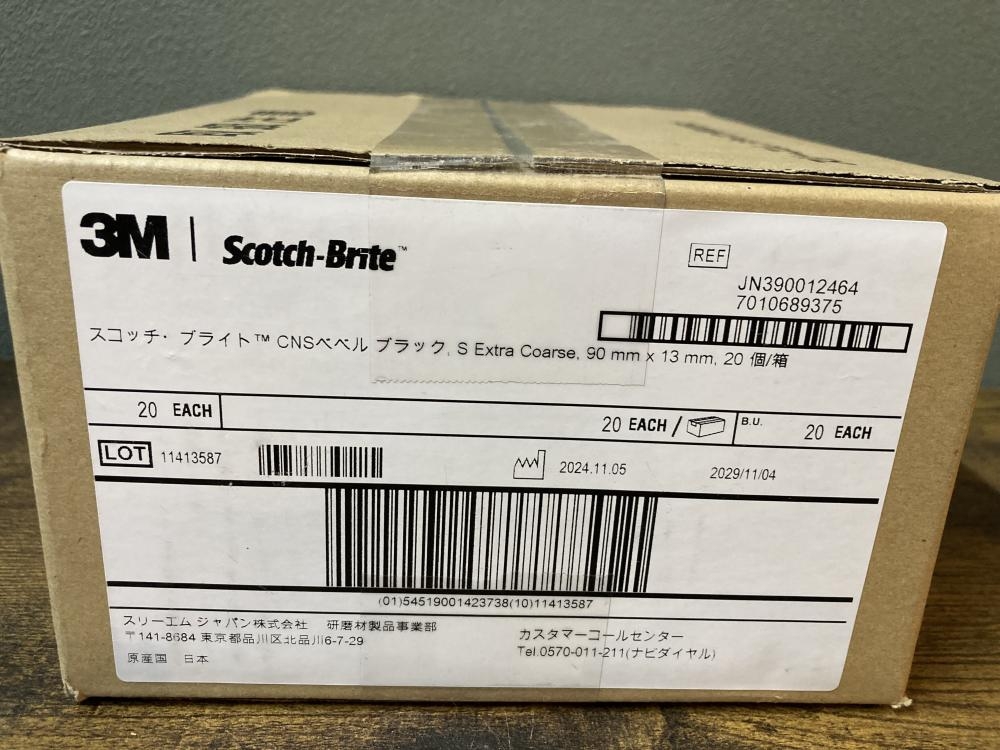 3M | Scotch-Brite™
REF
JN390012464
7010689375
スコッチ・ブライト™ CNSベベル ブラック, S Extra Coarse, 90 mm x 13 mm, 20 個/箱
20 EACH
20 EACH /
B.U.
20 EACH
LOT 11413587
2024.11.05
2029/11/04
(01)54519001423738(10)11413587
スリーエム ジャパン株式会社 研磨材製品事業部
〒141-8684 東京都品川区北品川6-7-29
原産国 日本
カスタマーコールセンター
Tel.0570-011-211(ナビダイヤル)